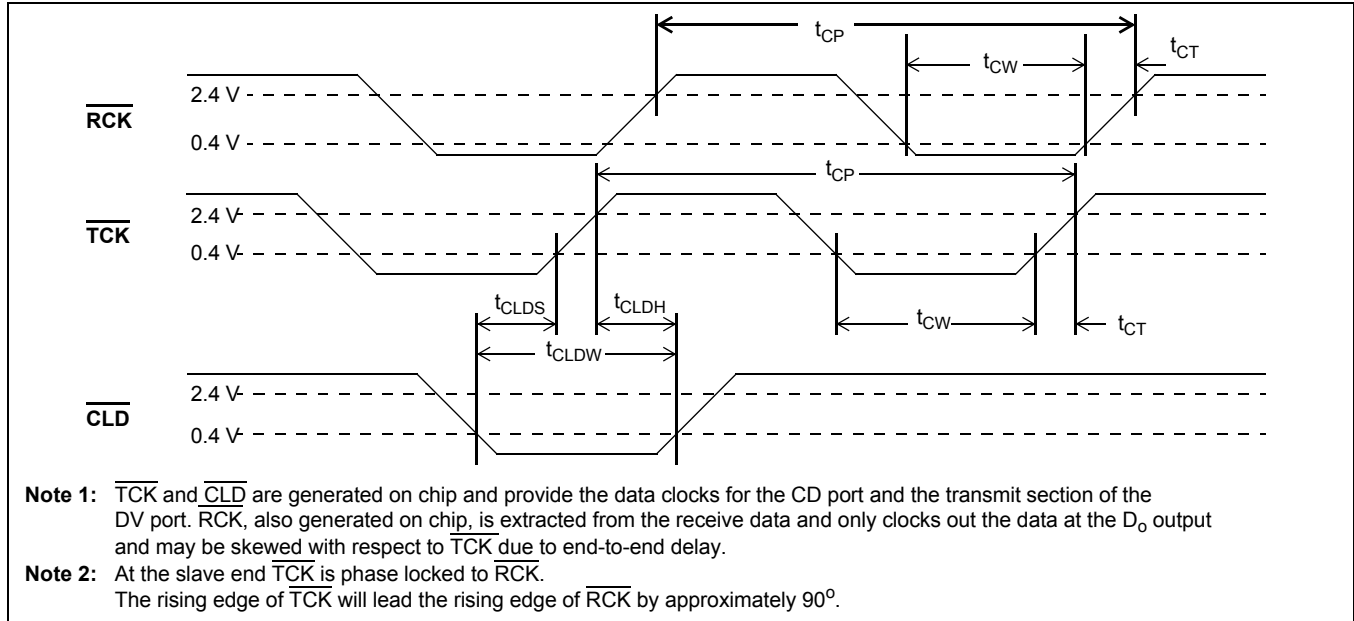 tCP
tCW
tCT
RCK
2.4 V
0.4 V
tCP
TCK
2.4 V
0.4 V
tCLDS
tCLDH
tCW
tCT
tCLDW
CLD
2.4 V
0.4 V
Note 1: TCK and CLD are generated on chip and provide the data clocks for the CD port and the transmit section of the
DV port. RCK, also generated on chip, is extracted from the receive data and only clocks out the data at the Do output
and may be skewed with respect to TCK due to end-to-end delay.
Note 2: At the slave end TCK is phase locked to RCK.
The rising edge of TCK will lead the rising edge of RCK by approximately 90o.